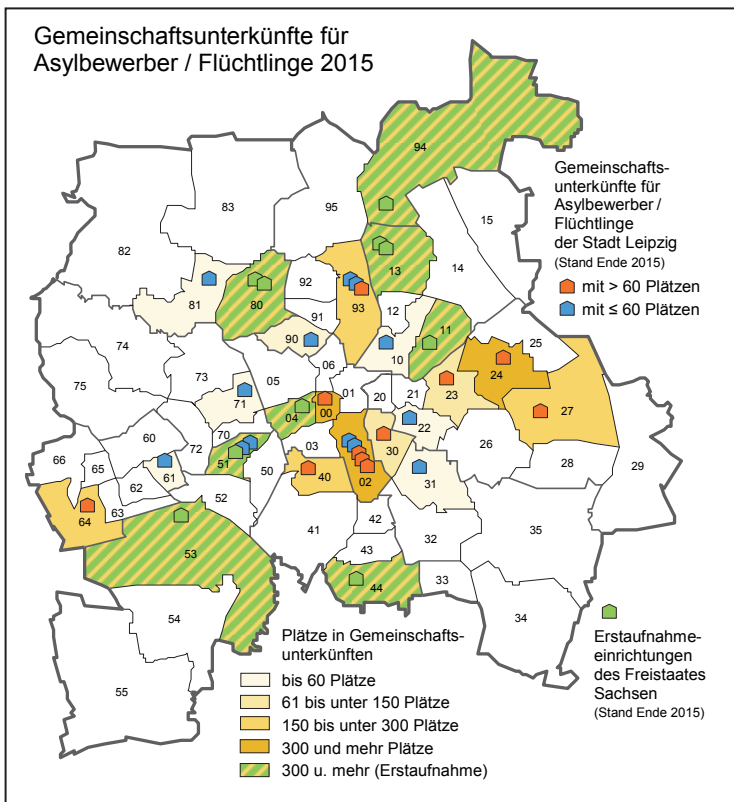 Gemeinschaftsunterkünfte für
Asylbewerber / Flüchtlinge 2015
94
Gemeinschafts-
unterkünfte für
Asylbewerber /
Flüchtlinge
der Stadt Leipzig
(Stand Ende 2015)
mit > 60 Plätzen
mit ≤ 60 Plätzen
83
95
15
82
13
14
92
81
80
93
12
91
11
74
90
10
25
06
24
75
73
05
01
20
21
23
71
04
00
27
60
70
22
72
03
30
26
66
65
51
50
28
29
61
40
02
31
62
63
52
64
42
41
32
35
53
43
33
44
54
34
55
Plätze in Gemeinschafts-
unterkünften
bis 60 Plätze
61 bis unter 150 Plätze
150 bis unter 300 Plätze
300 und mehr Plätze
300 u. mehr (Erstaufnahme)
Erstaufnahme-
einrichtungen
des Freistaates
Sachsen
(Stand Ende 2015)